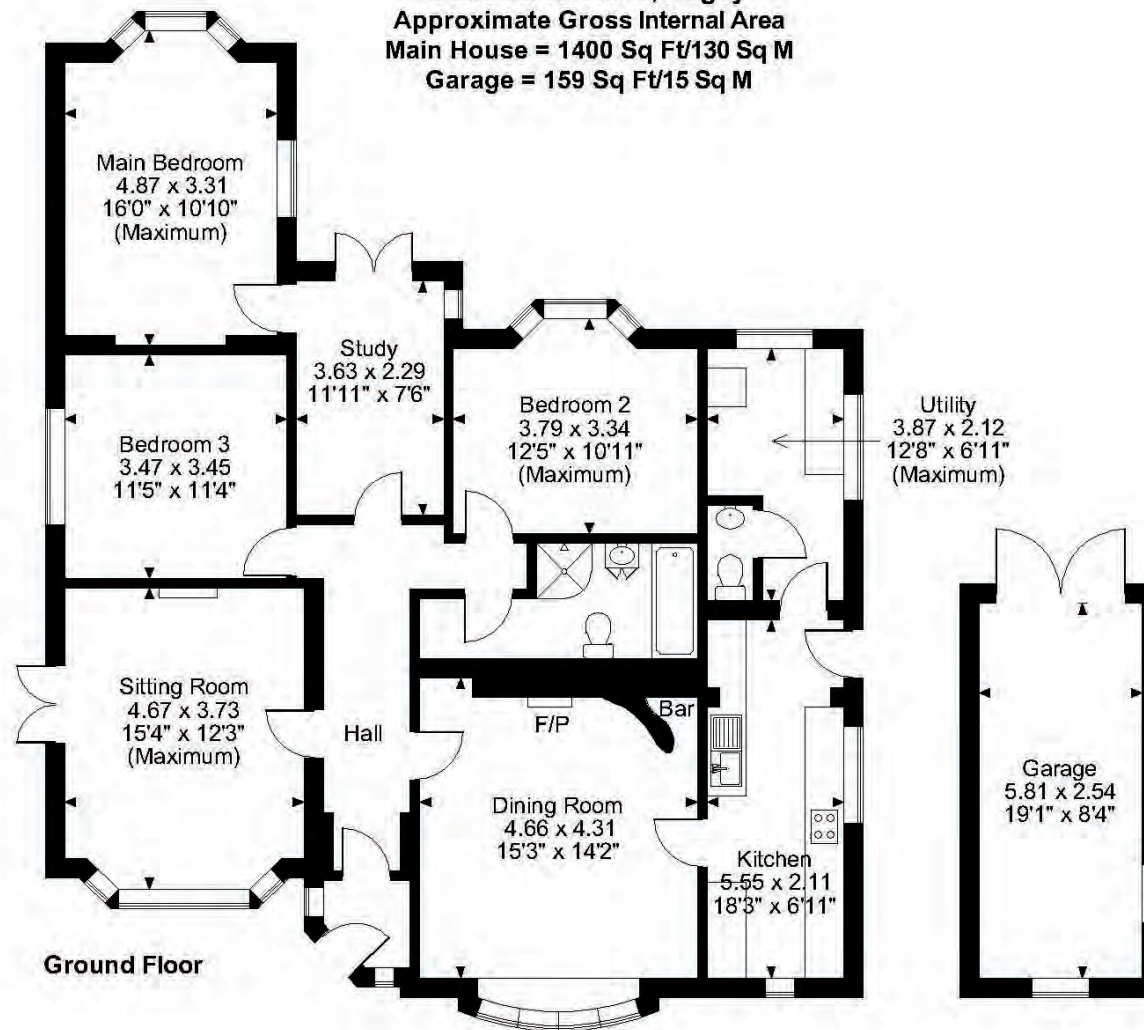 Approximate Gross Internal Area
Main House = 1400 Sq Ft/130 Sq M
Garage = 159 Sq Ft/15 Sq M
Main Bedroom
4.87 x 3.31
16'0" x 10'10"
(Maximum)
Study
3.63 x 2.29
11'11" x 7'6"
Bedroom 2
3.79 x 3.34
12'5" x 10'11"
(Maximum)
Utility
3.87 x 2.12
12'8" x 6'11"
(Maximum)
Bedroom 3
3.47 x 3.45
11'5" x 11'4"
Sitting Room
4.67 x 3.73
15'4" x 12'3"
(Maximum)
Hall
F/P
Bar
Dining Room
4.66 x 4.31
15'3" x 14'2"
Kitchen
5.55 x 2.11
18'3" x 6'11"
Garage
5.81 x 2.54
19'1" x 8'4"
Ground Floor